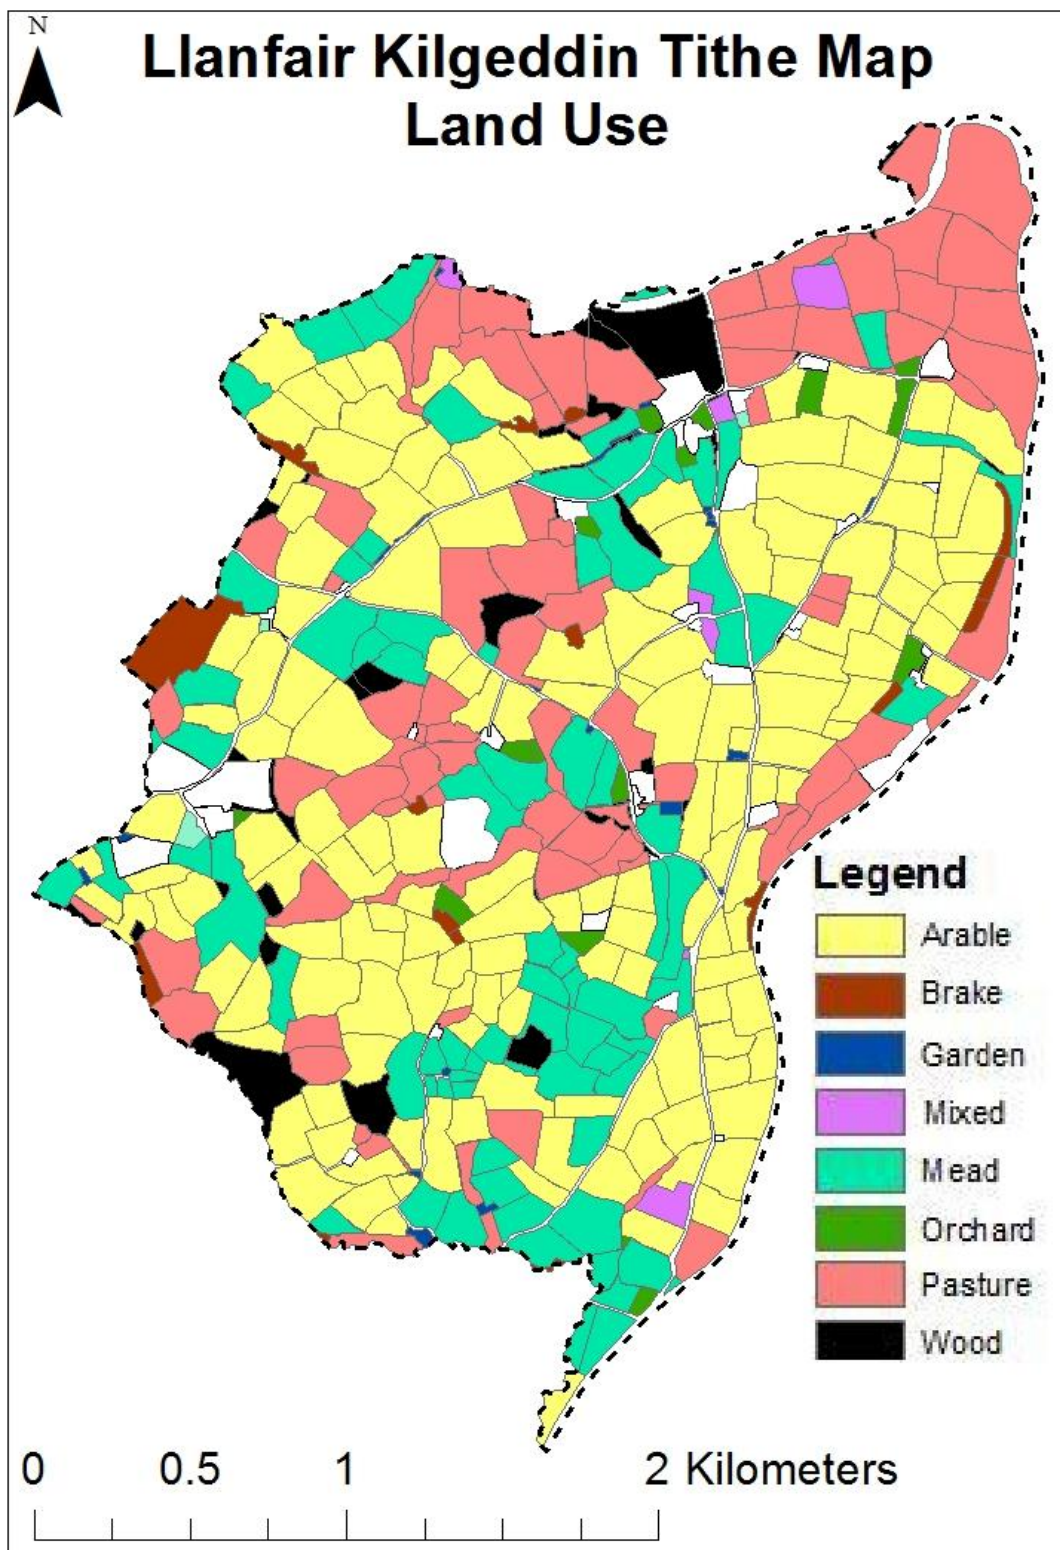 N
Llanfair Kilgeddin Tithe Map
Land Use
Legend
Arable
Brake
Garden
Mixed
Mead
Orchard
Pasture
Wood
0 0.5 1 2 Kilometers